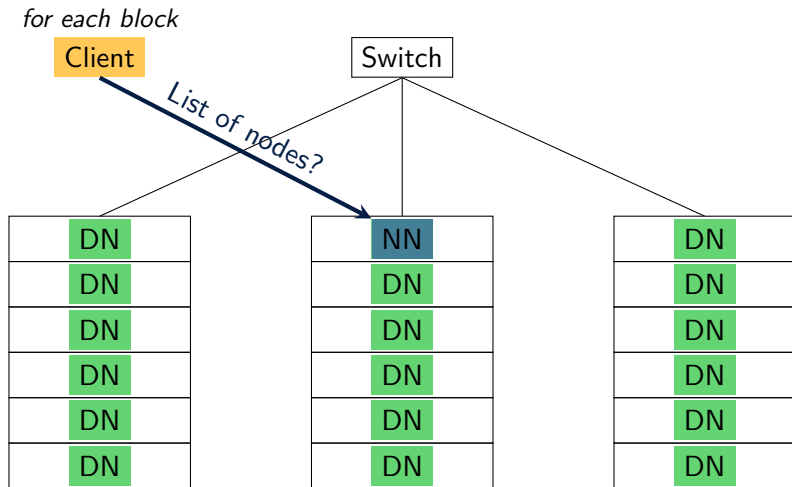 for each block
Client
Switch
List of nodes?
DN NN DN
DN DN DN
DN DN DN
DN DN DN
DN DN DN
DN DN DN